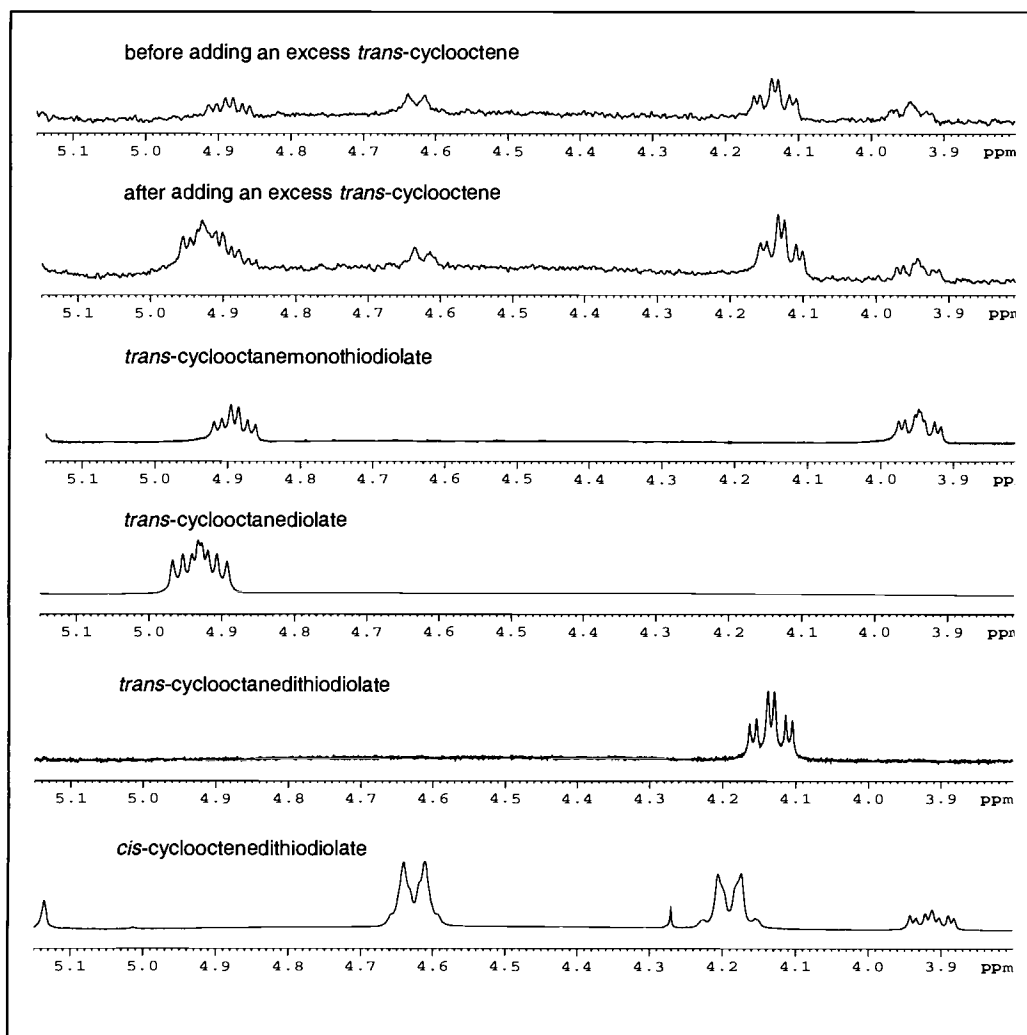 before adding an excess trans-cyclooctene
5.1 5.0 4.9 4.8 4.7 4.6 4.5 4.4 4.3 4.2 4.1 4.0 3.9 ppm
after adding an excess trans-cyclooctene
5.1 5.0 4.9 4.8 4.7 4.6 4.5 4.4 4.3 4.2 4.1 4.0 3.9 ppm
trans-cyclooctanemonothiodiolate
5.1 5.0 4.9 4.8 4.7 4.6 4.5 4.4 4.3 4.2 4.1 4.0 3.9 pp
trans-cyclooctanediolate
5.1 5.0 4.9 4.8 4.7 4.6 4.5 4.4 4.3 4.2 4.1 4.0 3.9 ppm
trans-cyclooctanedithiodiolate
5.1 5.0 4.9 4.8 4.7 4.6 4.5 4.4 4.3 4.2 4.1 4.0 3.9 ppm
cis-cyclooctenedithiodiolate
5.1 5.0 4.9 4.8 4.7 4.6 4.5 4.4 4.3 4.2 4.1 4.0 3.9 ppm